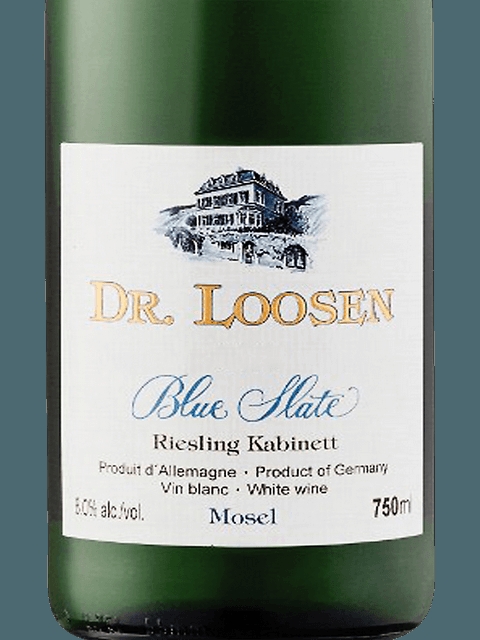 DR. LOOSEN
Blue Slate
Riesling Kabinett
Produit d'Allemagne · Product of Germany
Vin blanc · White wine
alc./vol.
Mosel
750ml